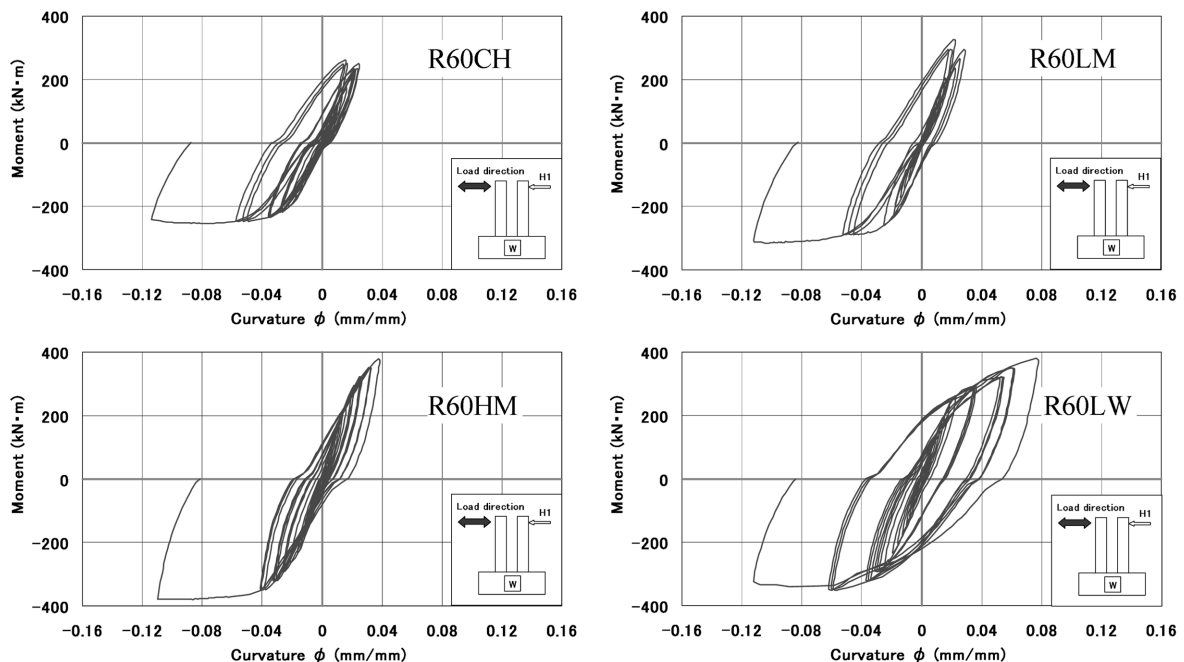 400
200
0
−200
−400
Moment (kN·m)
R60CH
Load direction
H1
W
−0.16 −0.12 −0.08 −0.04 0 0.04 0.08 0.12 0.16
Curvature φ (mm/mm)
400
200
0
−200
−400
Moment (kN·m)
R60LM
Load direction
H1
W
−0.16 −0.12 −0.08 −0.04 0 0.04 0.08 0.12 0.16
Curvature φ (mm/mm)
400
200
0
−200
−400
Moment (kN·m)
R60HM
Load direction
H1
W
−0.16 −0.12 −0.08 −0.04 0 0.04 0.08 0.12 0.16
Curvature φ (mm/mm)
400
200
0
−200
−400
Moment (kN·m)
R60LW
Load direction
H1
W
−0.16 −0.12 −0.08 −0.04 0 0.04 0.08 0.12 0.16
Curvature φ (mm/mm)